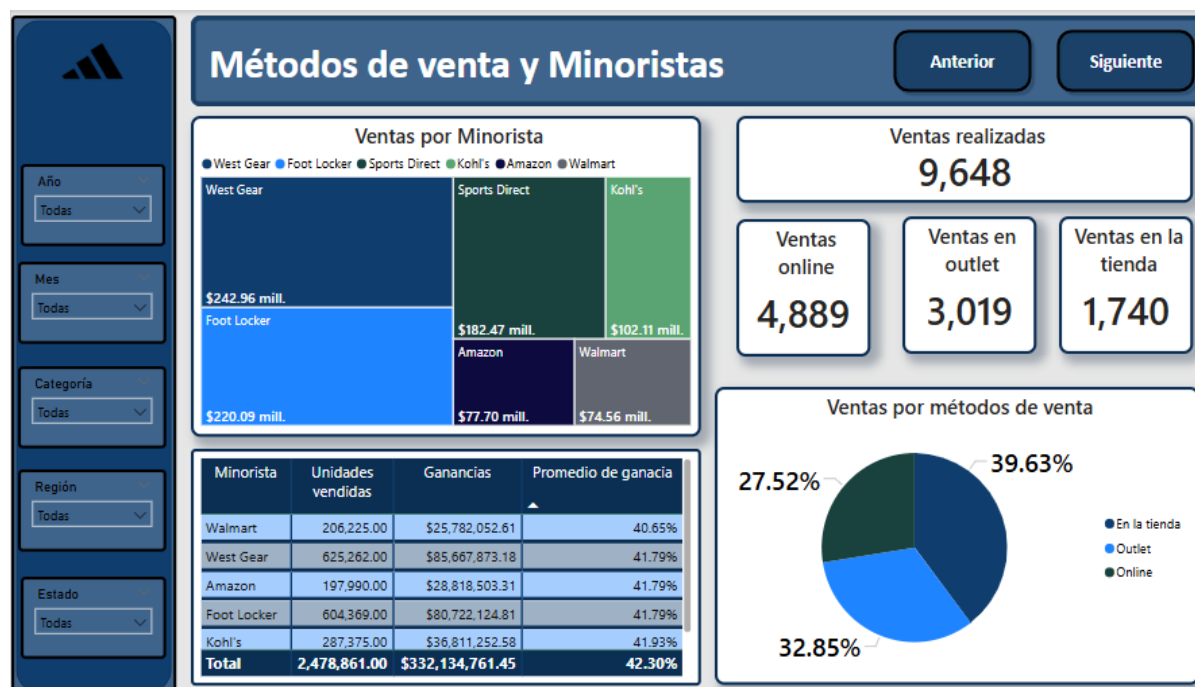 Métodos de venta y Minoristas
Anterior
Siguiente
Año
Todas
Mes
Todas
Categoría
Todas
Región
Todas
Estado
Todas
Ventas por Minorista
West Gear Foot Locker Sports Direct Kohl's Amazon Walmart
West Gear
$242.96 mill.
Foot Locker
$220.09 mill.
Sports Direct
$182.47 mill.
Kohl's
$102.11 mill.
Amazon
$77.70 mill.
Walmart
$74.56 mill.
Ventas realizadas
9,648
Ventas
online
4,889
Ventas en
outlet
3,019
Ventas en la
tienda
1,740
Minorista Unidades vendidas Ganancias Promedio de ganacia
Walmart 206,225.00 $25,782,052.61 40.65%
West Gear 625,262.00 $85,667,873.18 41.79%
Amazon 197,990.00 $28,818,503.31 41.79%
Foot Locker 604,369.00 $80,722,124.81 41.79%
Kohl's 287,375.00 $36,811,252.58 41.93%
Total 2,478,861.00 $332,134,761.45 42.30%
Ventas por métodos de venta
39.63%
27.52%
32.85%
En la tienda
Outlet
Online